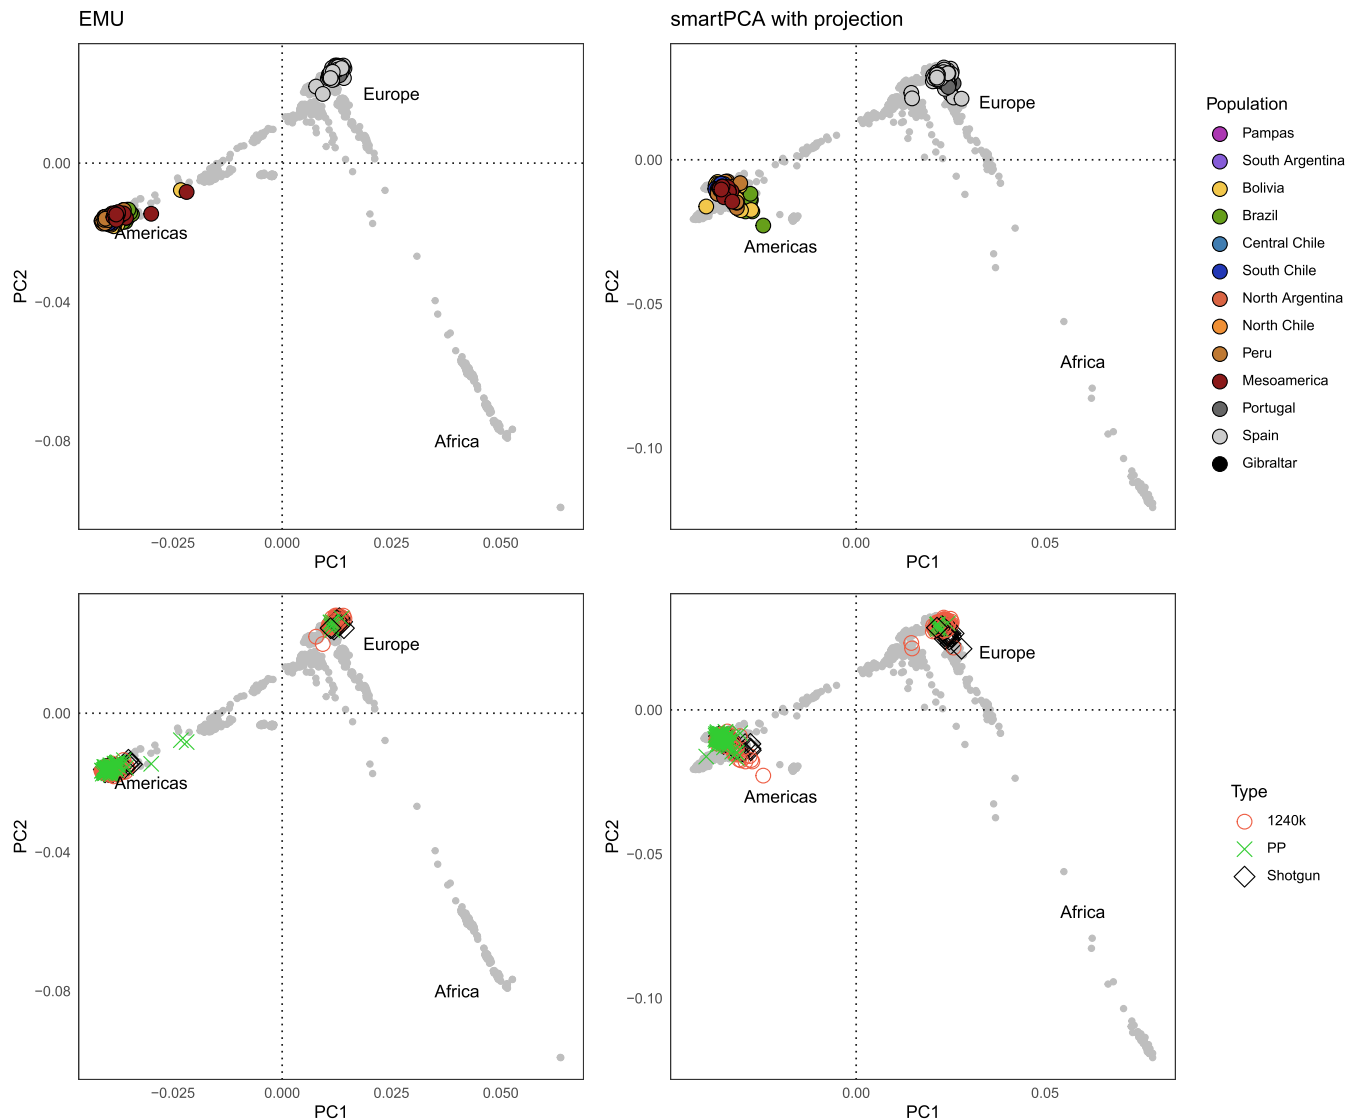 EMU
smartPCA with projection
Europe
Americas
Africa
0.00
−0.04
−0.08
PC2
−0.025
0.000
0.025
0.050
PC1
Europe
Americas
Africa
0.00
−0.05
−0.10
PC2
0.00
0.05
PC1
Population
Pampas
South Argentina
Bolivia
Brazil
Central Chile
South Chile
North Argentina
North Chile
Peru
Mesoamerica
Portugal
Spain
Gibraltar
Europe
Americas
Africa
0.00
−0.04
−0.08
PC2
−0.025
0.000
0.025
0.050
PC1
Europe
Americas
Africa
0.00
−0.05
−0.10
PC2
0.00
0.05
PC1
Type
1240k
PP
Shotgun